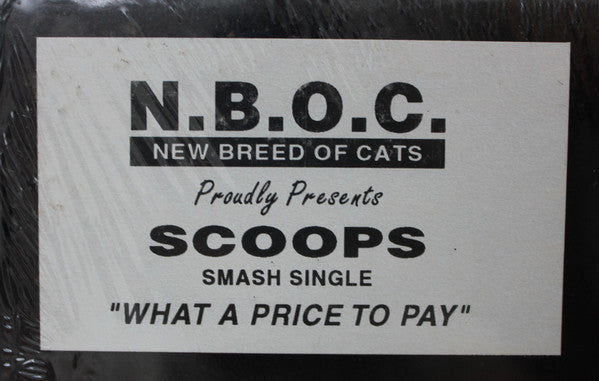 N.B.O.C.
NEW BREED OF CATS
Proudly Presents
SCOOPS
SMASH SINGLE
"WHAT A PRICE TO PAY"